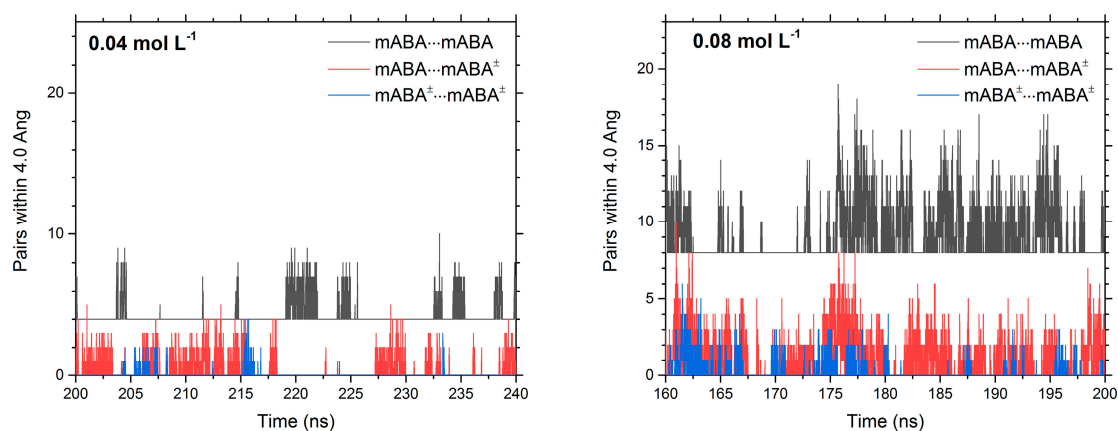 0.04 mol L⁻¹
mABA···mABA
mABA···mABA±
mABA±···mABA±
Pairs within 4.0 Ang
20
10
0
200 205 210 215 220 225 230 235 240
Time (ns)
0.08 mol L⁻¹
mABA···mABA
mABA···mABA±
mABA±···mABA±
Pairs within 4.0 Ang
20
15
10
5
0
160 165 170 175 180 185 190 195 200
Time (ns)